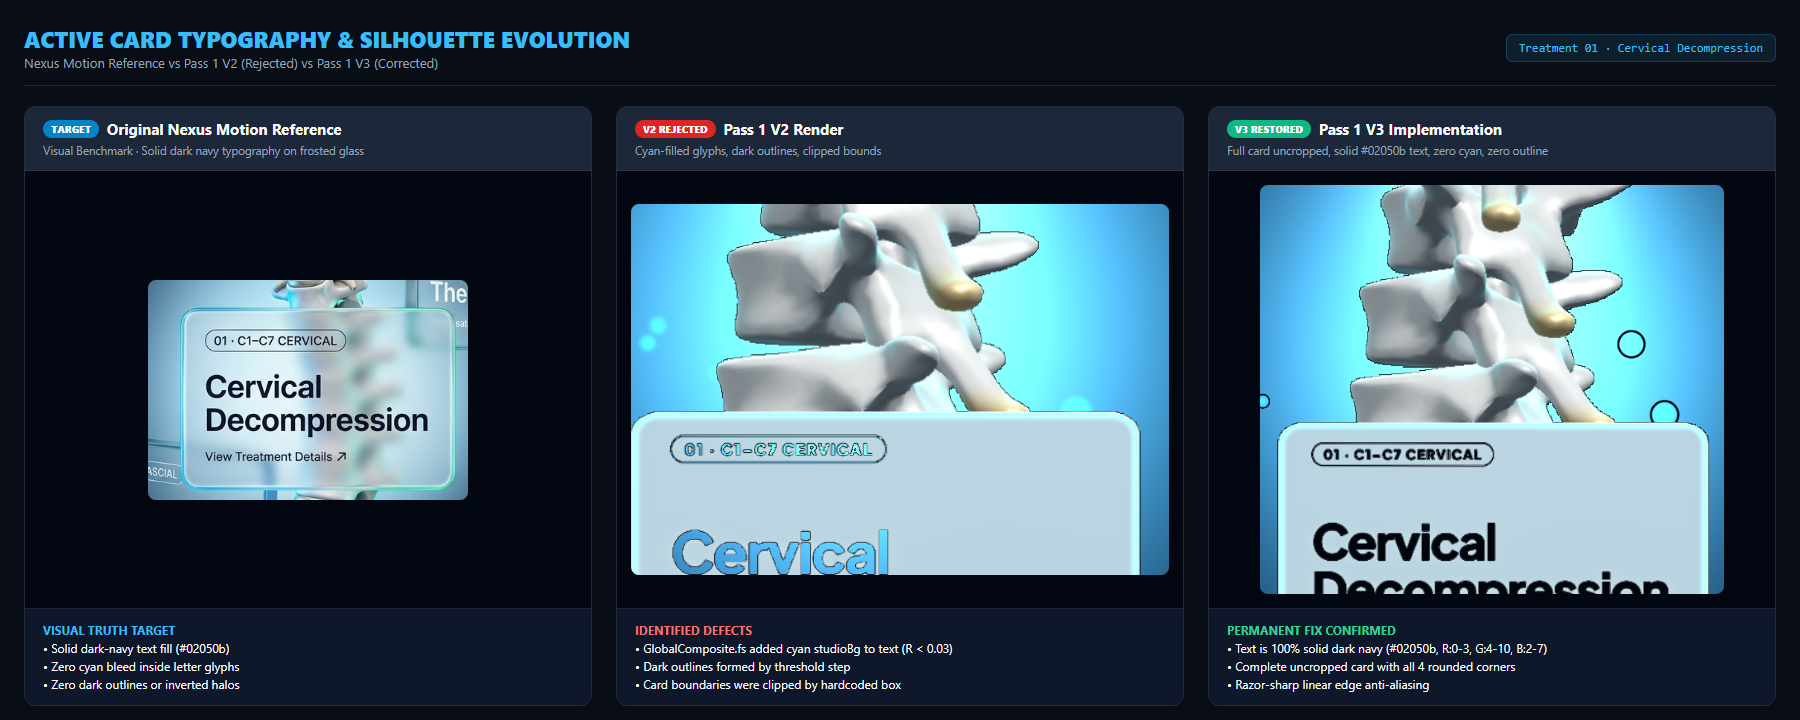 ACTIVE CARD TYPOGRAPHY & SILHOUETTE EVOLUTION
Nexus Motion Reference vs Pass 1 V2 (Rejected) vs Pass 1 V3 (Corrected)
Treatment 01 · Cervical Decompression
TARGET Original Nexus Motion Reference
Visual Benchmark · Solid dark navy typography on frosted glass
The
01 · C1–C7 CERVICAL
Cervical
Decompression
View Treatment Details ↗
ASCIAL
VISUAL TRUTH TARGET
• Solid dark-navy text fill (#02050b)
• Zero cyan bleed inside letter glyphs
• Zero dark outlines or inverted halos
V2 REJECTED Pass 1 V2 Render
Cyan-filled glyphs, dark outlines, clipped bounds
01 · C1–C7 CERVICAL
Cervical
IDENTIFIED DEFECTS
• GlobalComposite.fs added cyan studioBg to text (R < 0.03)
• Dark outlines formed by threshold step
• Card boundaries were clipped by hardcoded box
V3 RESTORED Pass 1 V3 Implementation
Full card uncropped, solid #02050b text, zero cyan, zero outline
01 · C1–C7 CERVICAL
Cervical
Decompression
PERMANENT FIX CONFIRMED
• Text is 100% solid dark navy (#02050b, R:0-3, G:4-10, B:2-7)
• Complete uncropped card with all 4 rounded corners
• Razor-sharp linear edge anti-aliasing